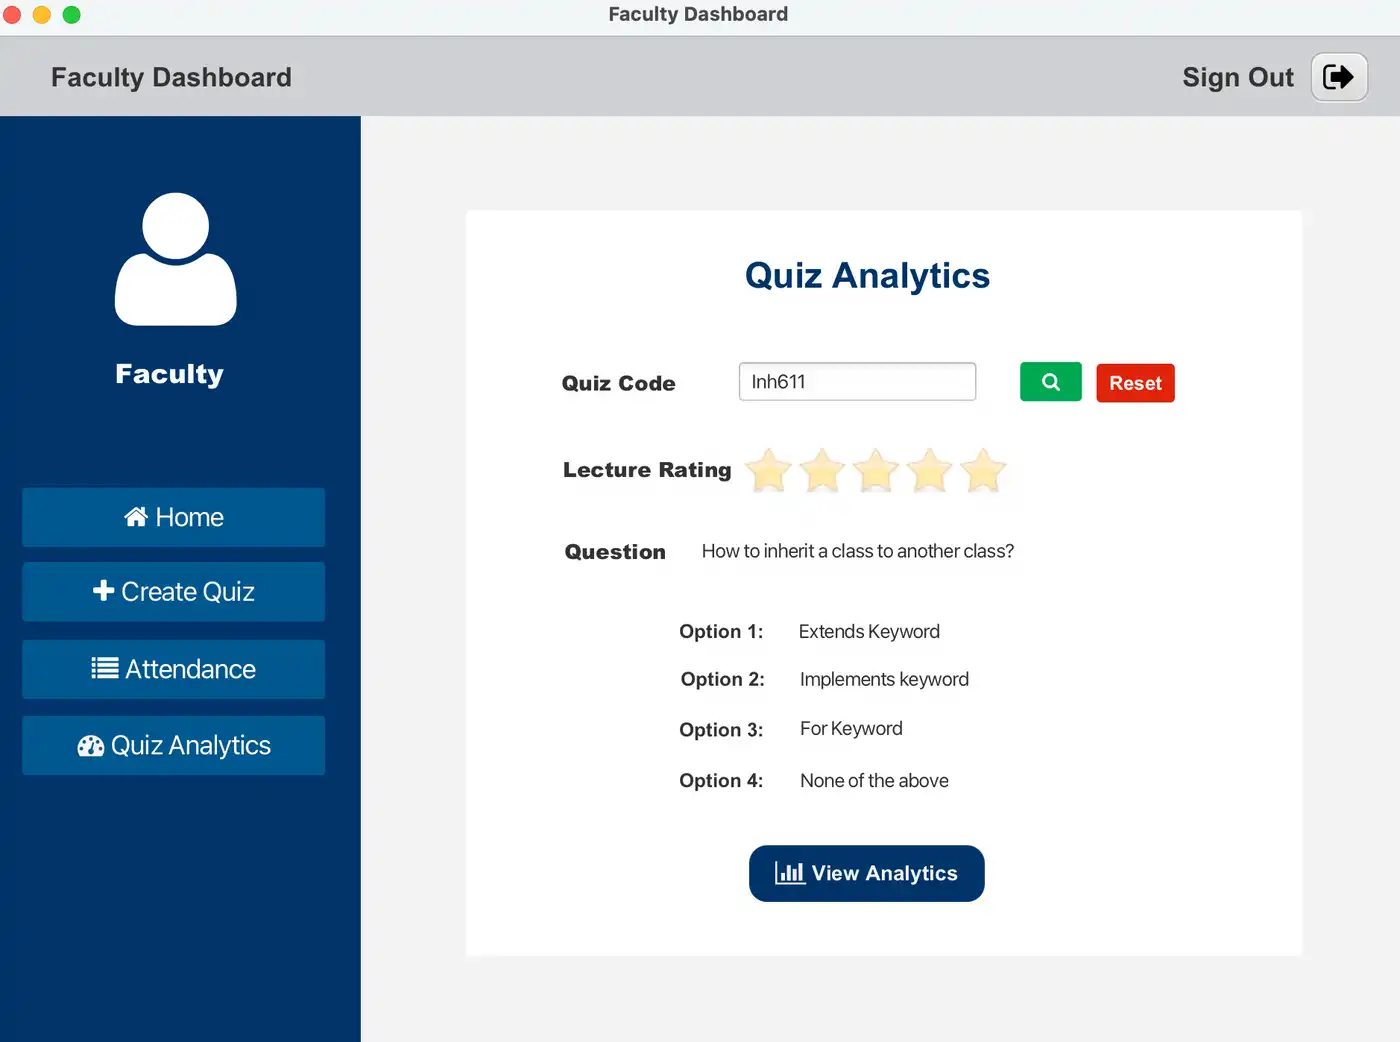 Faculty Dashboard
Faculty Dashboard
Sign Out
Faculty
Home
Create Quiz
Attendance
Quiz Analytics
Quiz Analytics
Quiz Code Inh611 Reset
Lecture Rating
Question How to inherit a class to another class?
Option 1: Extends Keyword
Option 2: Implements keyword
Option 3: For Keyword
Option 4: None of the above
View Analytics